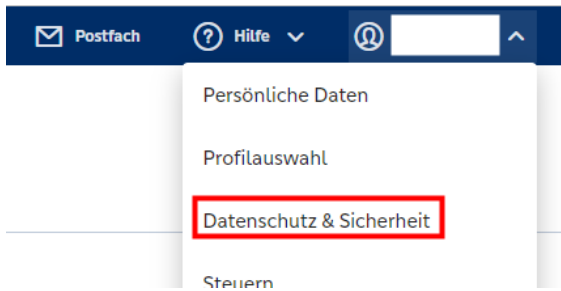 Postfach Hilfe
Persönliche Daten
Profilauswahl
Datenschutz & Sicherheit
Steuern